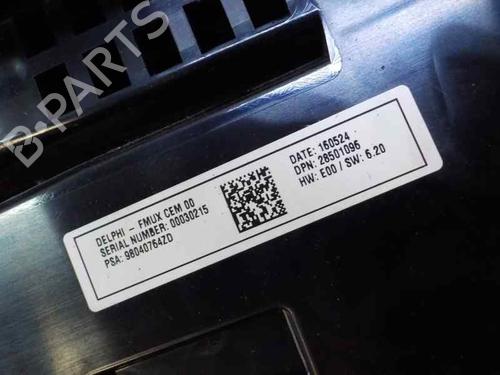 B-PARTS
DELPHI - FMUX CEM 00
SERIAL NUMBER: 00030215
PSA: 98040764ZD
DATE: 160524
DPN: 28501096
HW: E00 / SW: 6.20